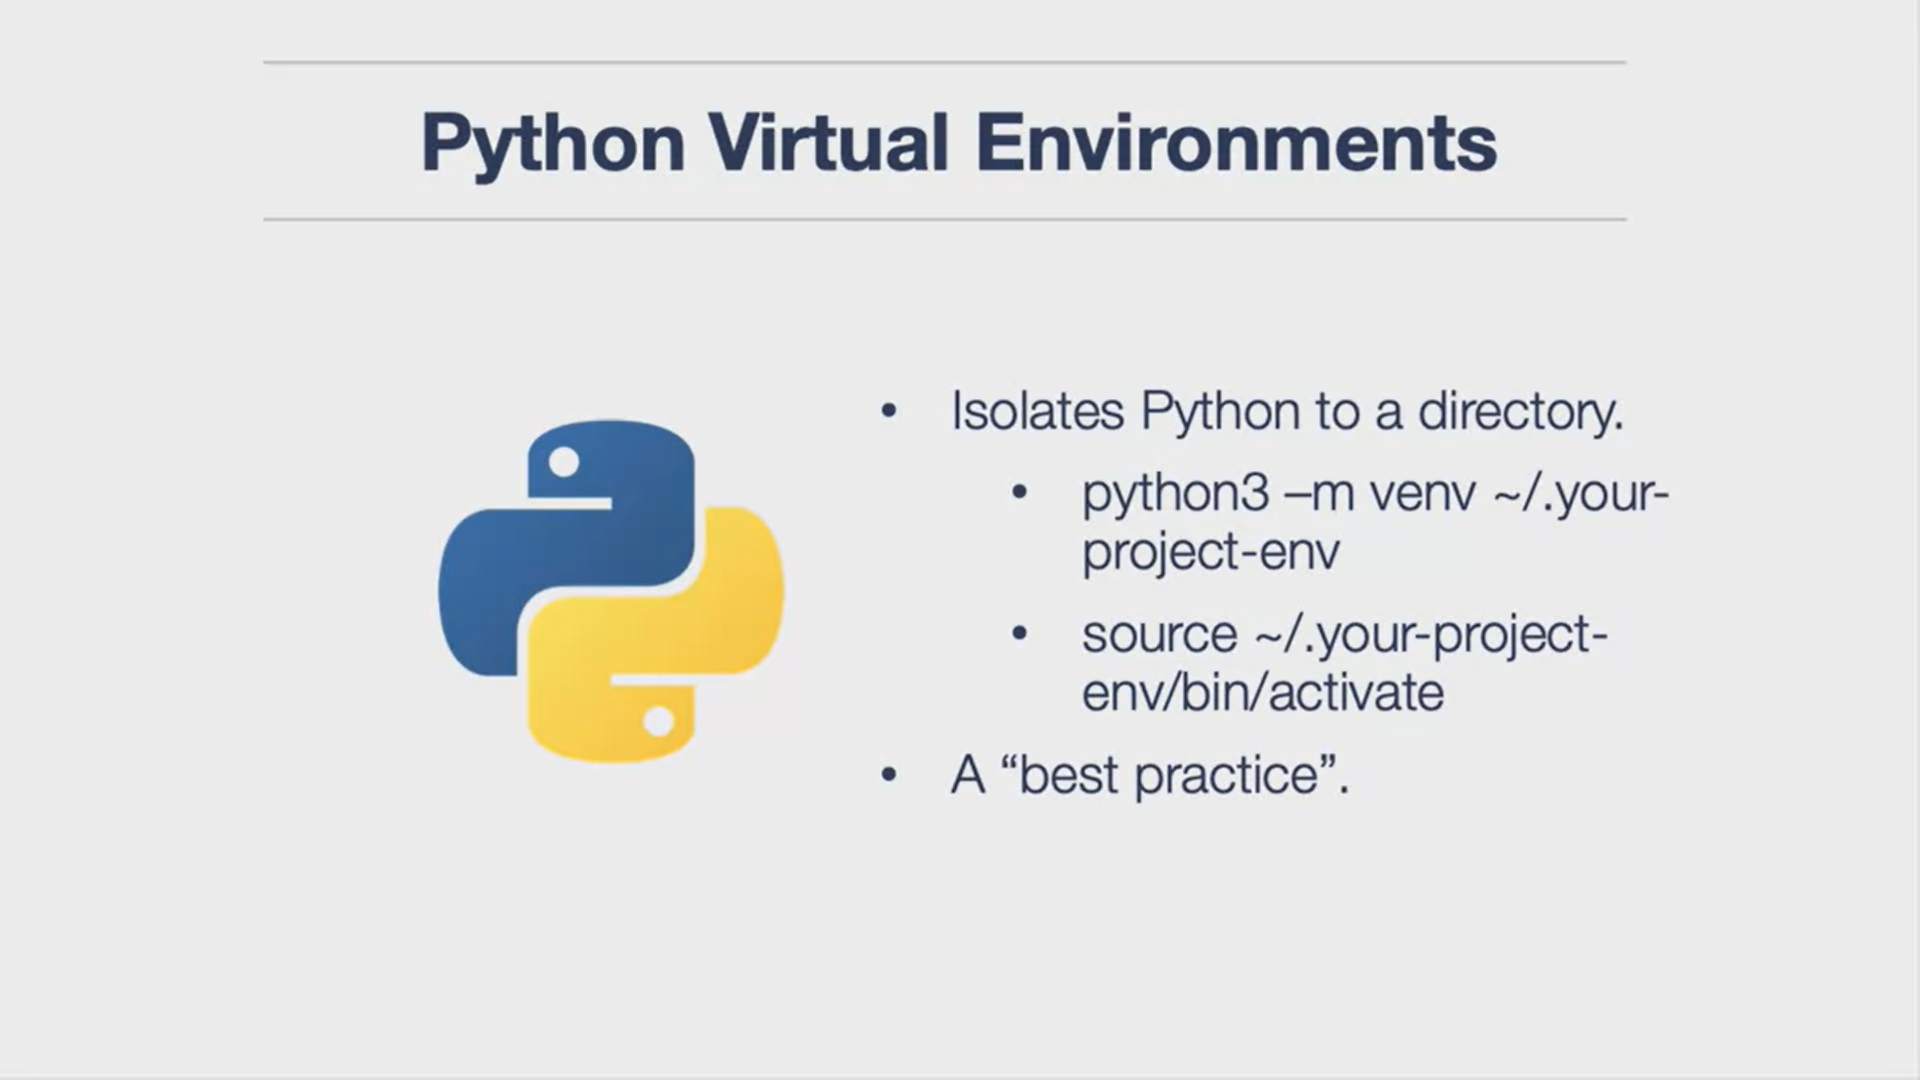 Python Virtual Environments
• Isolates Python to a directory.
• python3 –m venv ~/.your-
project-env
• source ~/.your-project-
env/bin/activate
• A “best practice”.